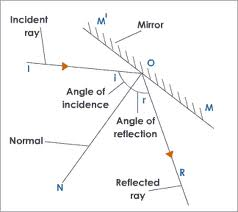 Incident
ray
M'
Mirror
I
O
i
Angle of
incidence
r
M
Angle of
reflection
Normal
R
N
Reflected
ray